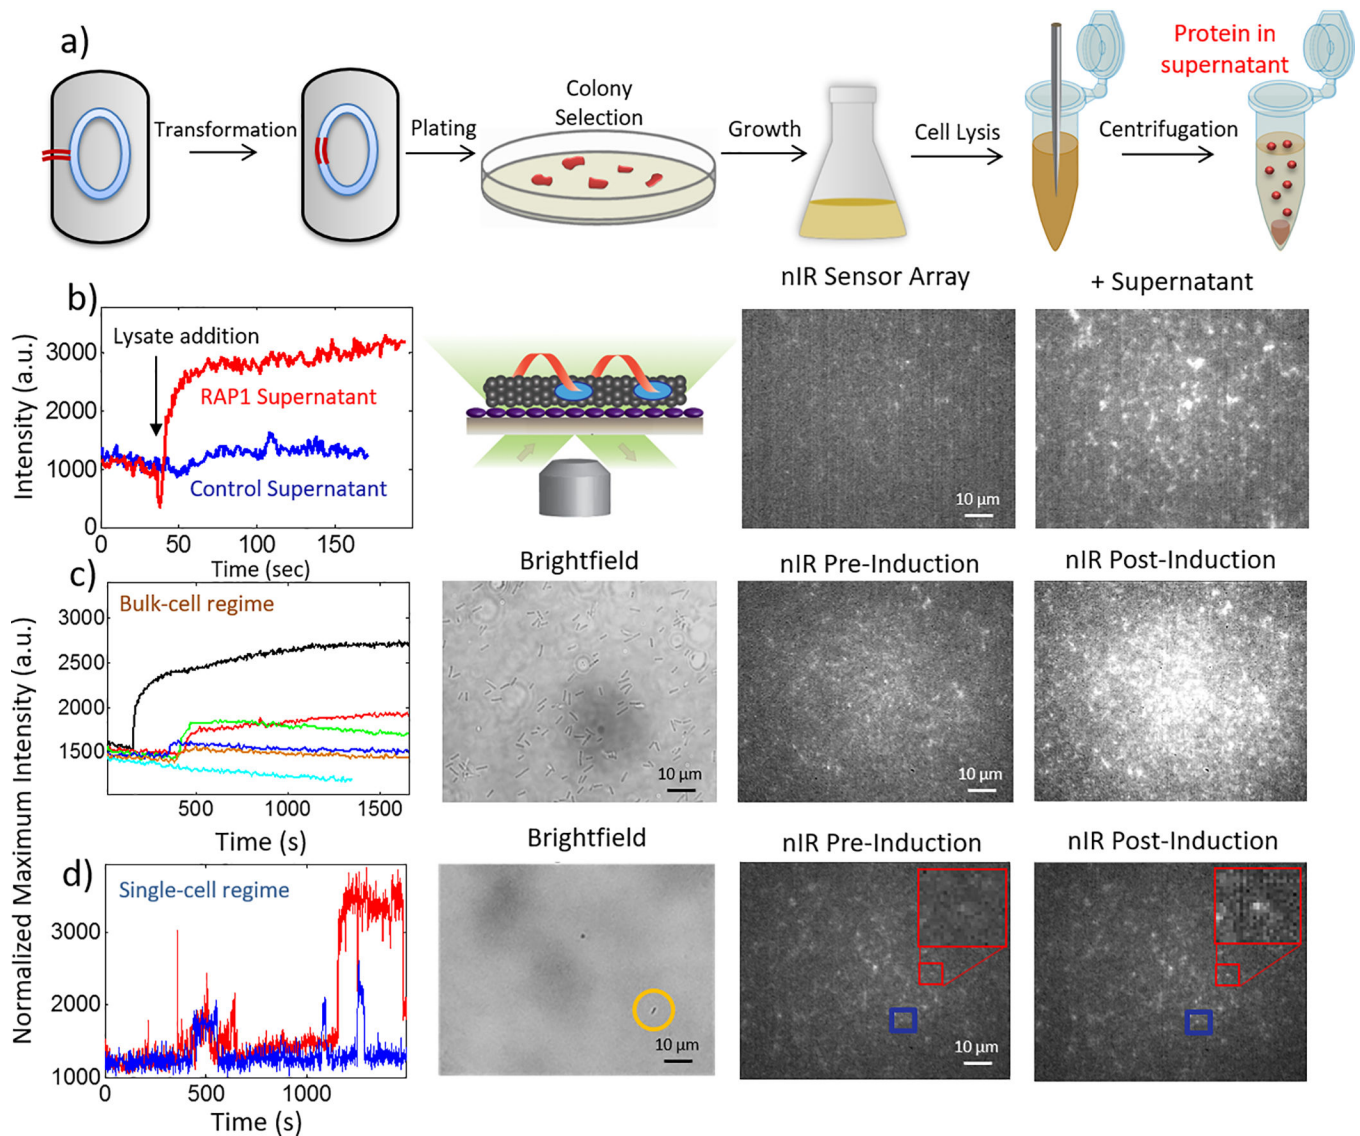 a)
Transformation
Plating
Colony
Selection
Growth
Cell Lysis
Centrifugation
Protein in
supernatant
b)
Intensity (a.u.)
3000
2000
1000
0
Lysate addition
RAP1 Supernatant
Control Supernatant
0 50 100 150
Time (sec)
nIR Sensor Array
10 µm
+ Supernatant
c)
Normalized Maximum Intensity (a.u.)
Bulk-cell regime
3000
2500
2000
1500
1000
500 1000 1500
Time (s)
Brightfield
10 µm
nIR Pre-Induction
10 µm
nIR Post-Induction
d)
Single-cell regime
3000
2000
1000
0 500 1000
Time (s)
Brightfield
10 µm
nIR Pre-Induction
10 µm
nIR Post-Induction